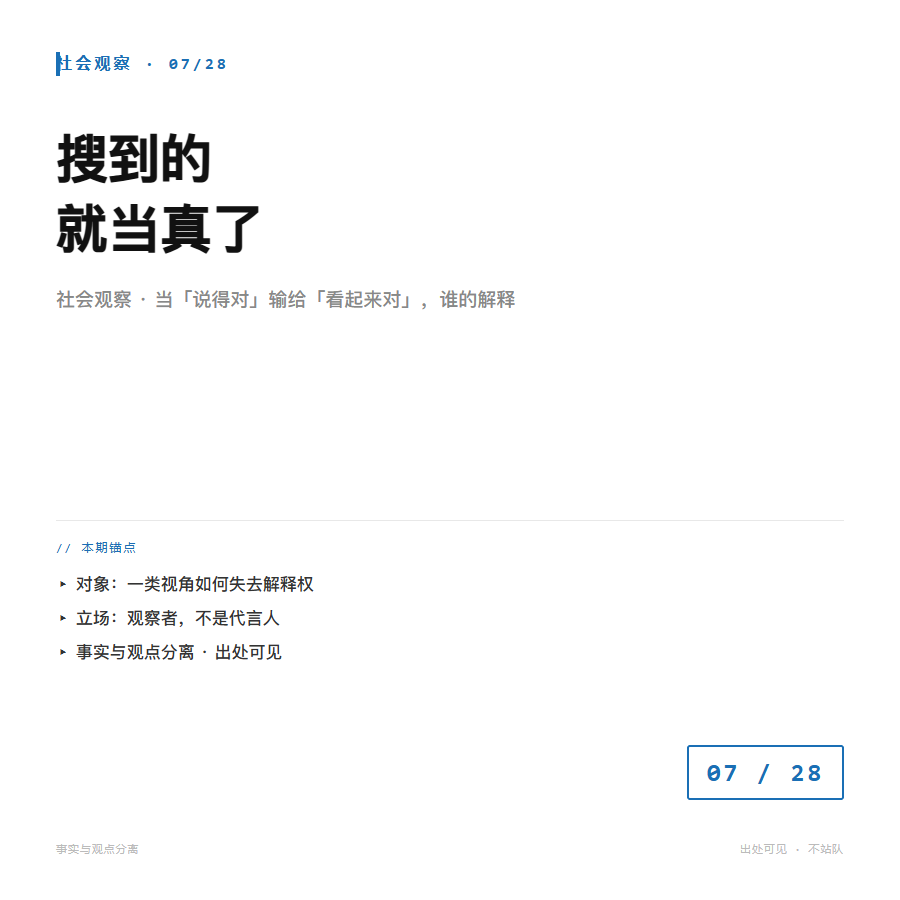 社会观察 · 07/28
搜到的
就当真了
社会观察 · 当「说得对」输给「看起来对」，谁的解释
// 本期锚点
▸ 对象：一类视角如何失去解释权
▸ 立场：观察者，不是代言人
▸ 事实与观点分离 · 出处可见
07 / 28
事实与观点分离
出处可见 · 不站队